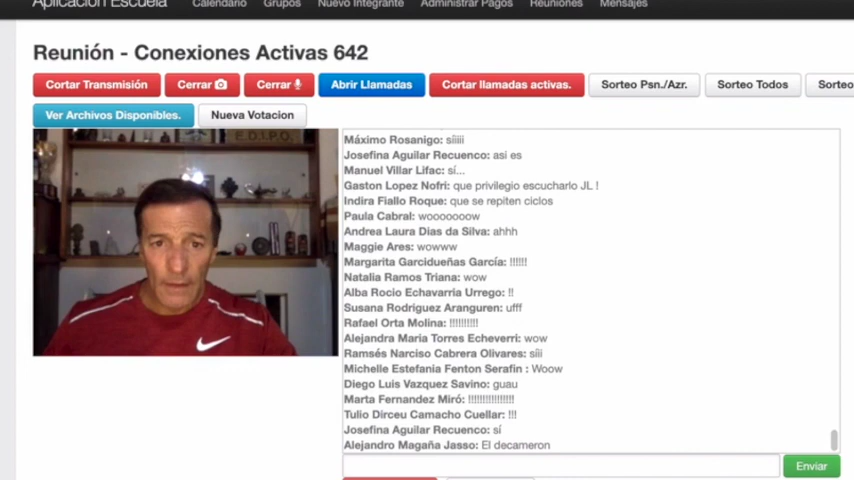 Aplicación Escuela Calendario Grupos Nuevo Integrante Administrar Pagos Reuniones Mensajes
Reunión - Conexiones Activas 642
Cortar Transmisión Cerrar Cerrar Abrir Llamadas Cortar llamadas activas. Sorteo Psn./Azr. Sorteo Todos Sorteo
Ver Archivos Disponibles. Nueva Votacion
EDIPO
Máximo Rosanigo: síiiii
Josefina Aguilar Recuenco: asi es
Manuel Villar Lifac: sí...
Gaston Lopez Nofri: que privilegio escucharlo JL !
Indira Fiallo Roque: que se repiten ciclos
Paula Cabral: wooooooow
Andrea Laura Dias da Silva: ahhh
Maggie Ares: wowww
Margarita Garcidueñas García: !!!!!!
Natalia Ramos Triana: wow
Alba Rocio Echavarria Urrego: !!
Susana Rodriguez Aranguren: ufff
Rafael Orta Molina: !!!!!!!!!!
Alejandra Maria Torres Echeverri: wow
Ramsés Narciso Cabrera Olivares: síii
Michelle Estefania Fenton Serafin : Woow
Diego Luis Vazquez Savino: guau
Marta Fernandez Miró: !!!!!!!!!!!!!!!!
Tulio Dirceu Camacho Cuellar: !!!
Josefina Aguilar Recuenco: sí
Alejandro Magaña Jasso: El decameron
Enviar